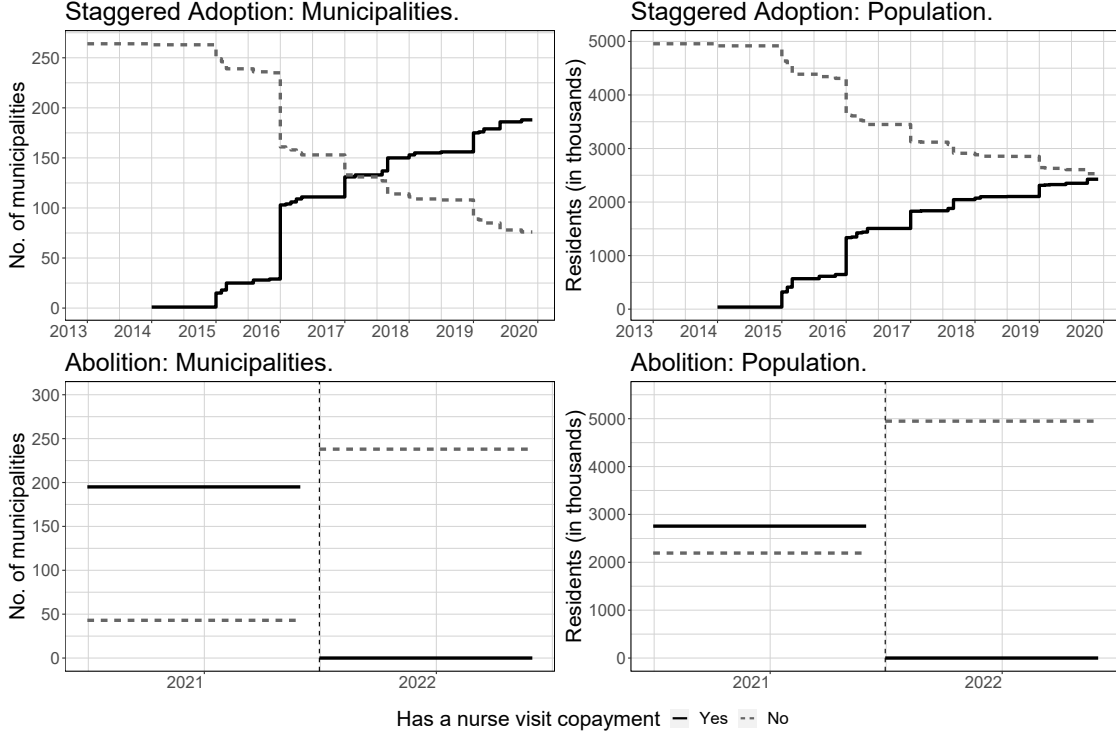 Staggered Adoption: Municipalities.
No. of municipalities
250
200
150
100
50
0
2013 2014 2015 2016 2017 2018 2019 2020
Staggered Adoption: Population.
Residents (in thousands)
5000
4000
3000
2000
1000
0
2013 2014 2015 2016 2017 2018 2019 2020
Abolition: Municipalities.
No. of municipalities
300
250
200
150
100
50
0
2021 2022
Abolition: Population.
Residents (in thousands)
5000
4000
3000
2000
1000
0
2021 2022
Has a nurse visit copayment Yes No